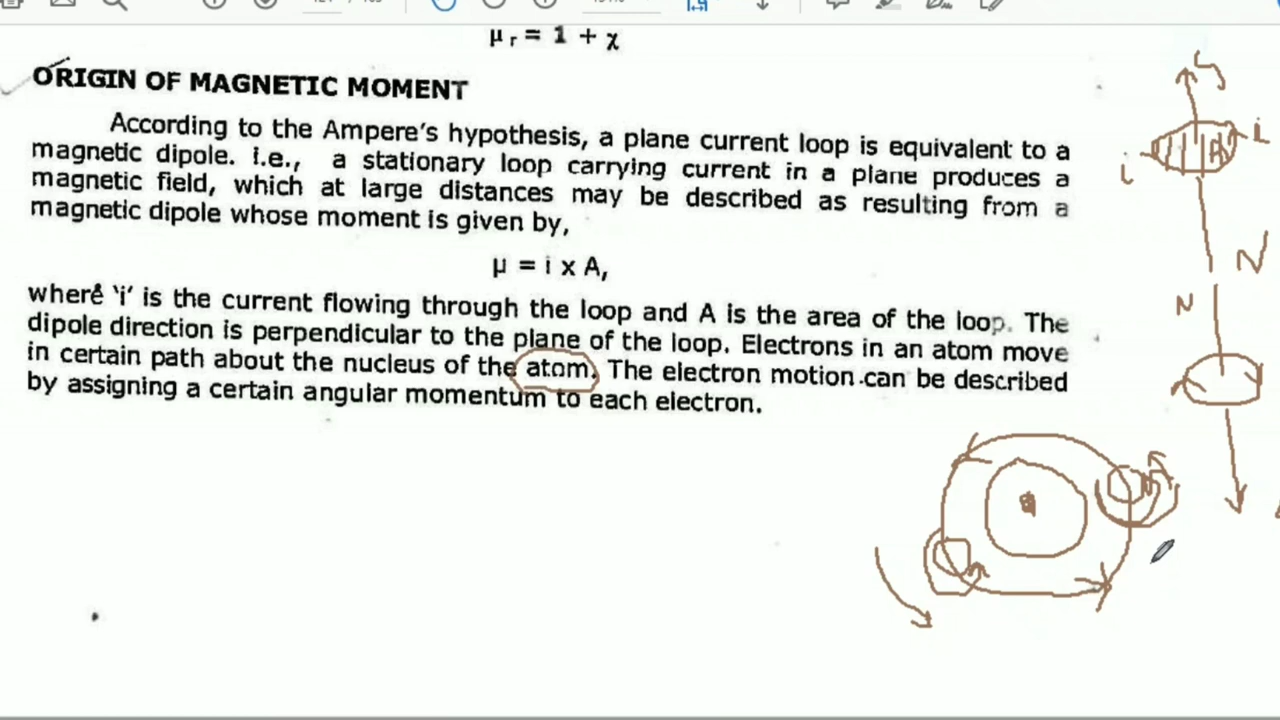 μr = 1 + χ
ORIGIN OF MAGNETIC MOMENT
According to the Ampere's hypothesis, a plane current loop is equivalent to a
magnetic dipole. i.e., a stationary loop carrying current in a plane produces a
magnetic field, which at large distances may be described as resulting from a
magnetic dipole whose moment is given by,
μ = i x A,
where 'i' is the current flowing through the loop and A is the area of the loop. The
dipole direction is perpendicular to the plane of the loop. Electrons in an atom move
in certain path about the nucleus of the atom. The electron motion can be described
by assigning a certain angular momentum to each electron.
S
i
A
i
N
N